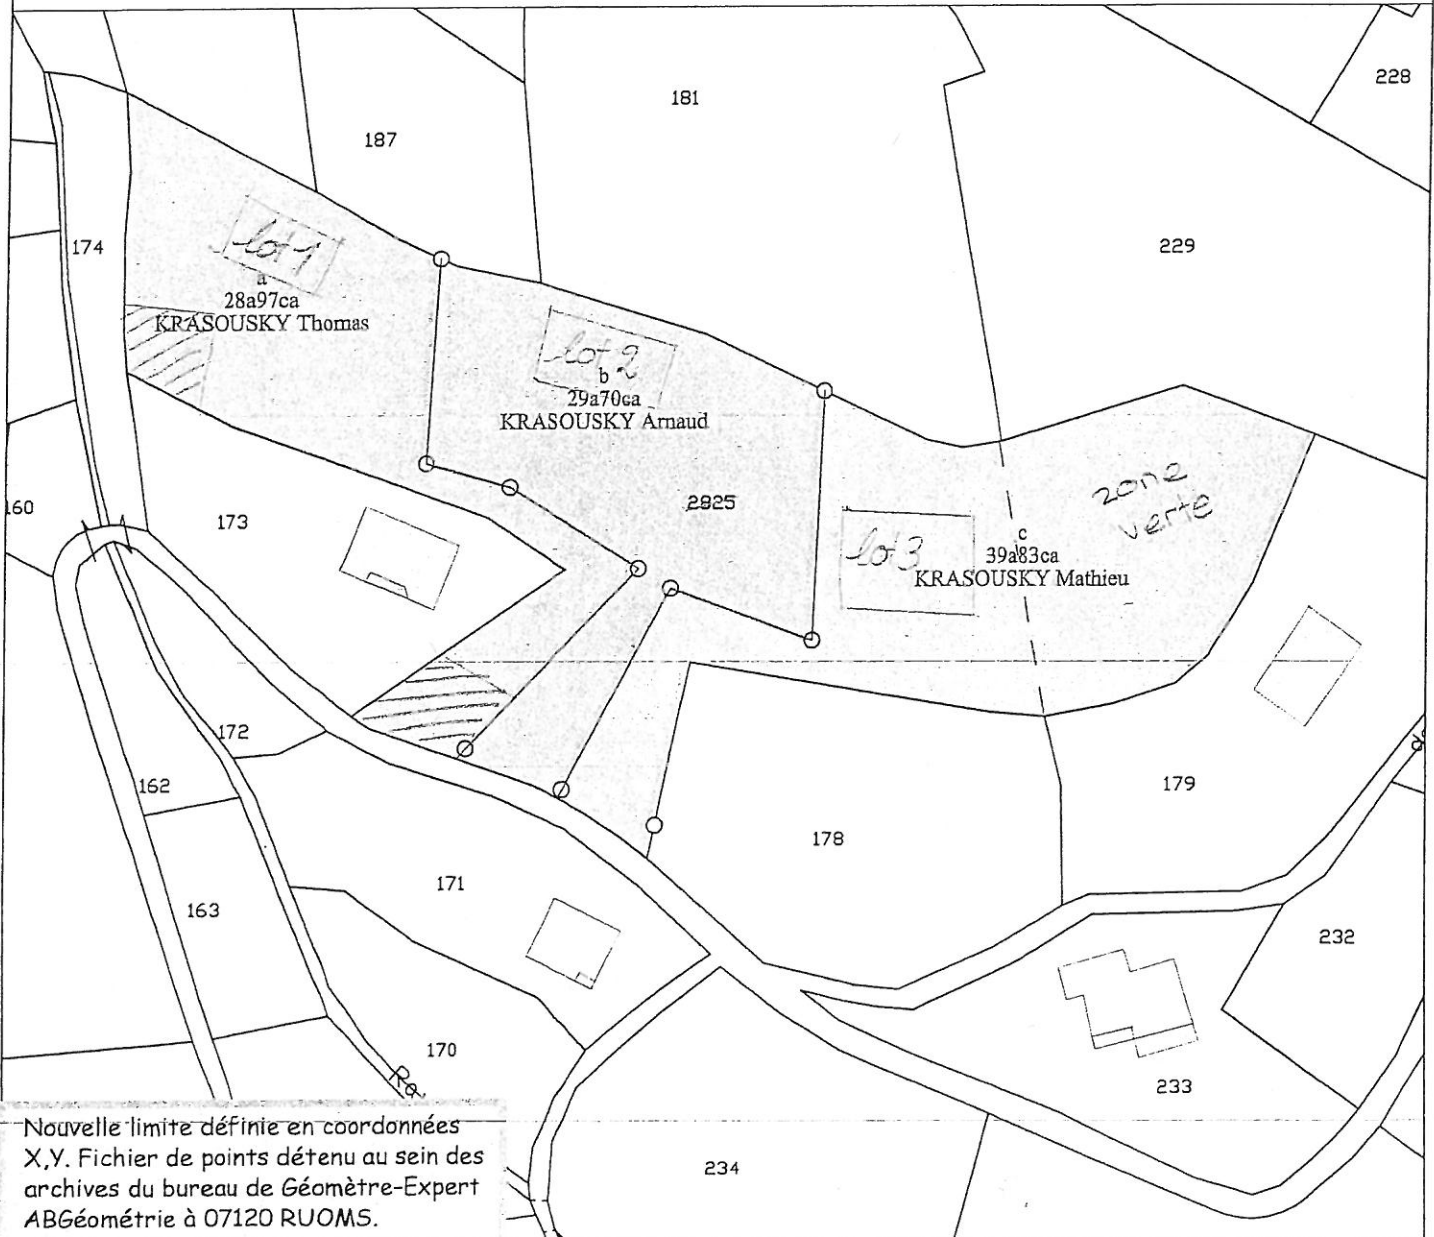 228
181
187
174
229
lot 1
a
28a97ca
KRASOUSKY Thomas
lot 2
b
29a70ca
KRASOUSKY Arnaud
zone
verte
2825
160
173
lot 3
c
39a83ca
KRASOUSKY Mathieu
172
162
179
178
171
163
232
170
233
234
Nouvelle limite définie en coordonnées
X,Y. Fichier de points détenu au sein des
archives du bureau de Géomètre-Expert
ABGéométrie à 07120 RUOMS.